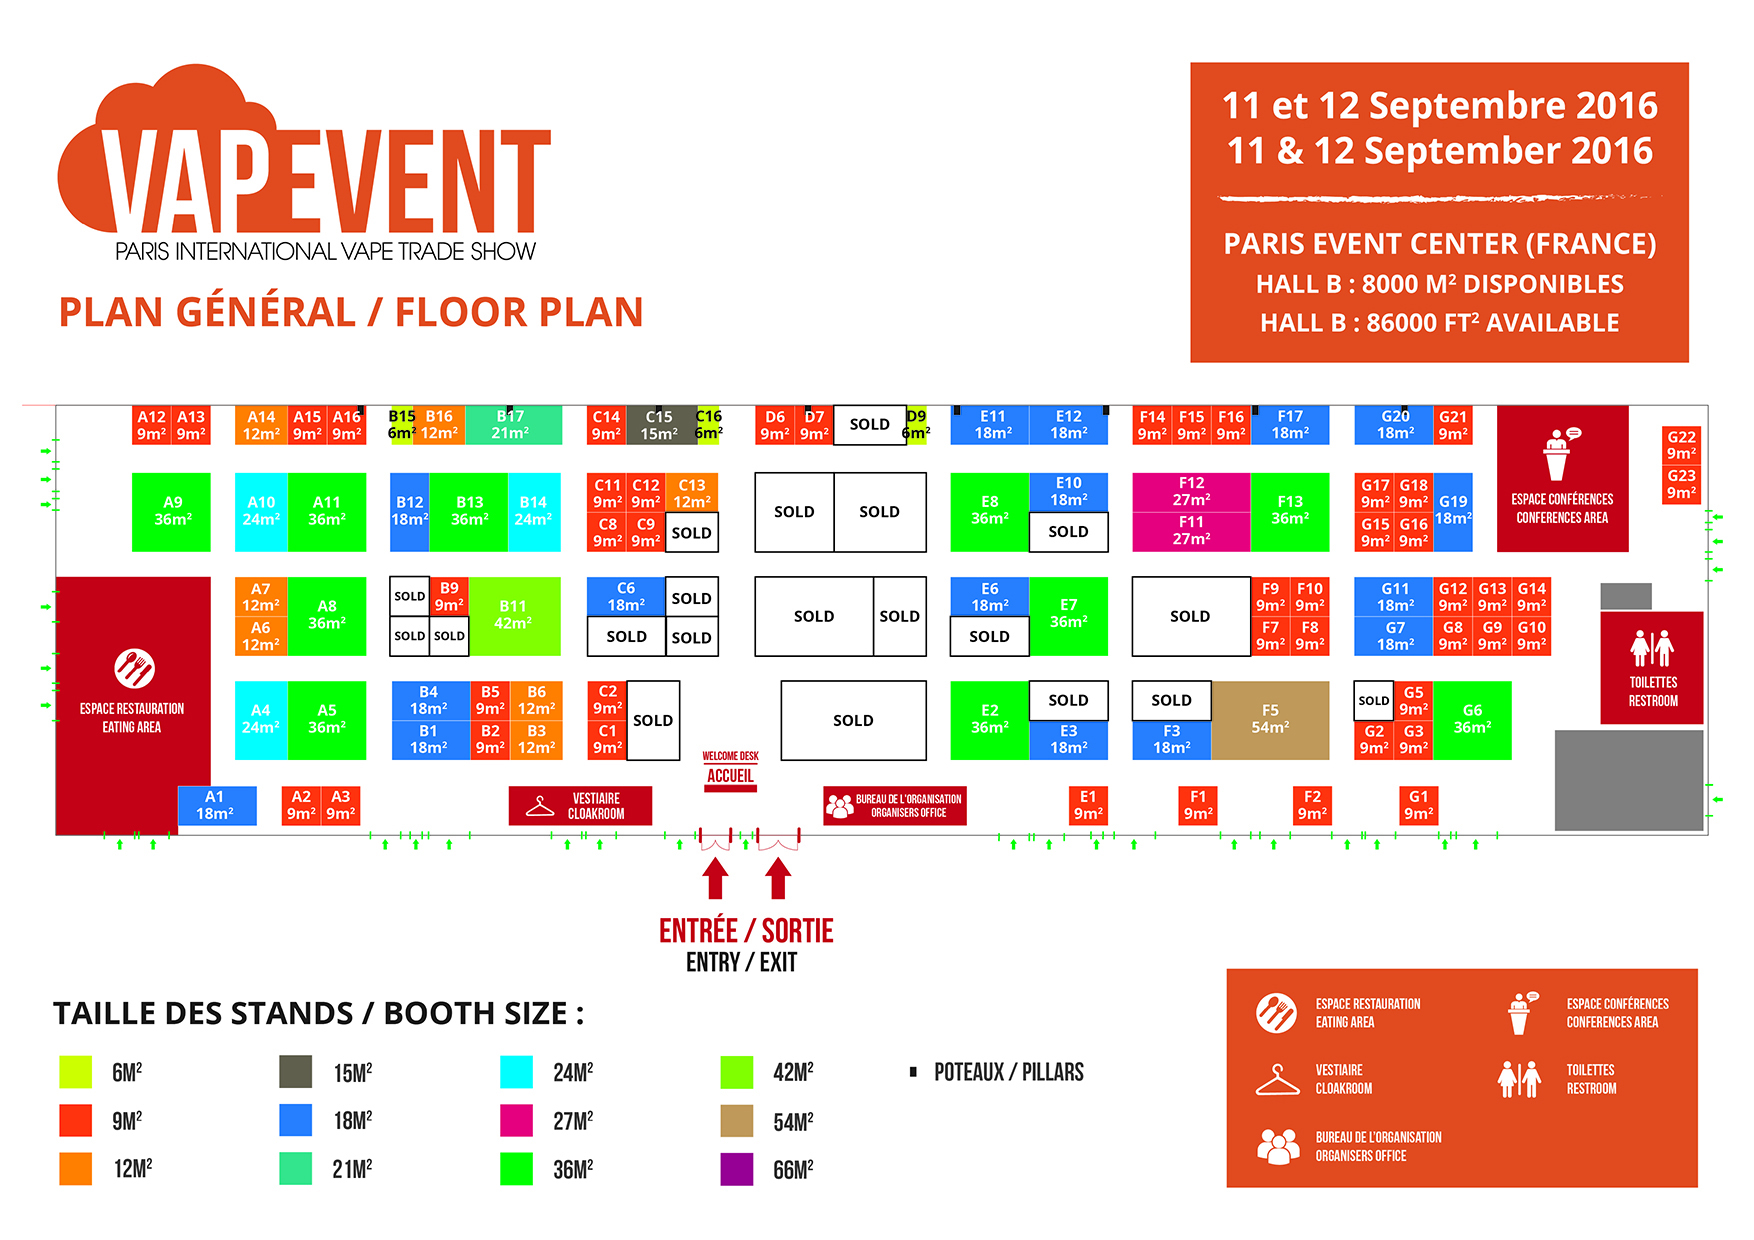 VAPEVENT
PARIS INTERNATIONAL VAPE TRADE SHOW
PLAN GÉNÉRAL / FLOOR PLAN
11 et 12 Septembre 2016
11 & 12 September 2016
PARIS EVENT CENTER (FRANCE)
HALL B : 8000 M² DISPONIBLES
HALL B : 86000 FT² AVAILABLE
A12 A13 A14 A15 A16 B15 B16 B17 C14 C15 C16 D6 D7 SOLD D9 E11 E12 F14 F15 F16 F17 G20 G21
9m² 9m² 12m² 9m² 9m² 6m² 12m² 21m² 9m² 15m² 6m² 9m² 9m² 6m² 18m² 18m² 9m² 9m² 9m² 18m² 18m² 9m²
G22
9m²
G23
9m²
A9 A10 A11 B12 B13 B14
36m² 24m² 36m² 18m² 36m² 24m²
C11 C12 C13
9m² 9m² 12m²
C8 C9 SOLD
9m² 9m²
SOLD SOLD
E8
36m²
E10
18m²
SOLD
F12
27m²
F11
27m²
F13
36m²
G17 G18
9m² 9m²
G15 G16
9m² 9m²
G19
18m²
ESPACE CONFÉRENCES
CONFERENCES AREA
ESPACE RESTAURATION
EATING AREA
A7
12m²
A6
12m²
A8
36m²
SOLD B9
9m²
SOLD SOLD
B11
42m²
C6 SOLD
18m²
SOLD SOLD
SOLD SOLD
E6
18m²
SOLD
E7
36m²
SOLD
F9 F10
9m² 9m²
F7 F8
9m² 9m²
G11 G12 G13 G14
18m² 9m² 9m² 9m²
G7 G8 G9 G10
18m² 9m² 9m² 9m²
TOILETTES
RESTROOM
A4 A5
24m² 36m²
B4 B5 B6
18m² 9m² 12m²
B1 B2 B3
18m² 9m² 12m²
C2
9m²
C1
9m²
SOLD
SOLD
E2
36m²
SOLD
E3
18m²
SOLD
F3
18m²
F5
54m²
SOLD G5
9m²
G2 G3
9m² 9m²
G6
36m²
WELCOME DESK
ACCUEIL
A1 A2 A3
18m² 9m² 9m²
VESTIAIRE
CLOAKROOM
BUREAU DE L'ORGANISATION
ORGANISERS OFFICE
E1 F1 F2 G1
9m² 9m² 9m² 9m²
ENTRÉE / SORTIE
ENTRY / EXIT
TAILLE DES STANDS / BOOTH SIZE :
6M² 15M² 24M² 42M² POTEAUX / PILLARS
9M² 18M² 27M² 54M²
12M² 21M² 36M² 66M²
ESPACE RESTAURATION
EATING AREA
ESPACE CONFÉRENCES
CONFERENCES AREA
VESTIAIRE
CLOAKROOM
TOILETTES
RESTROOM
BUREAU DE L'ORGANISATION
ORGANISERS OFFICE